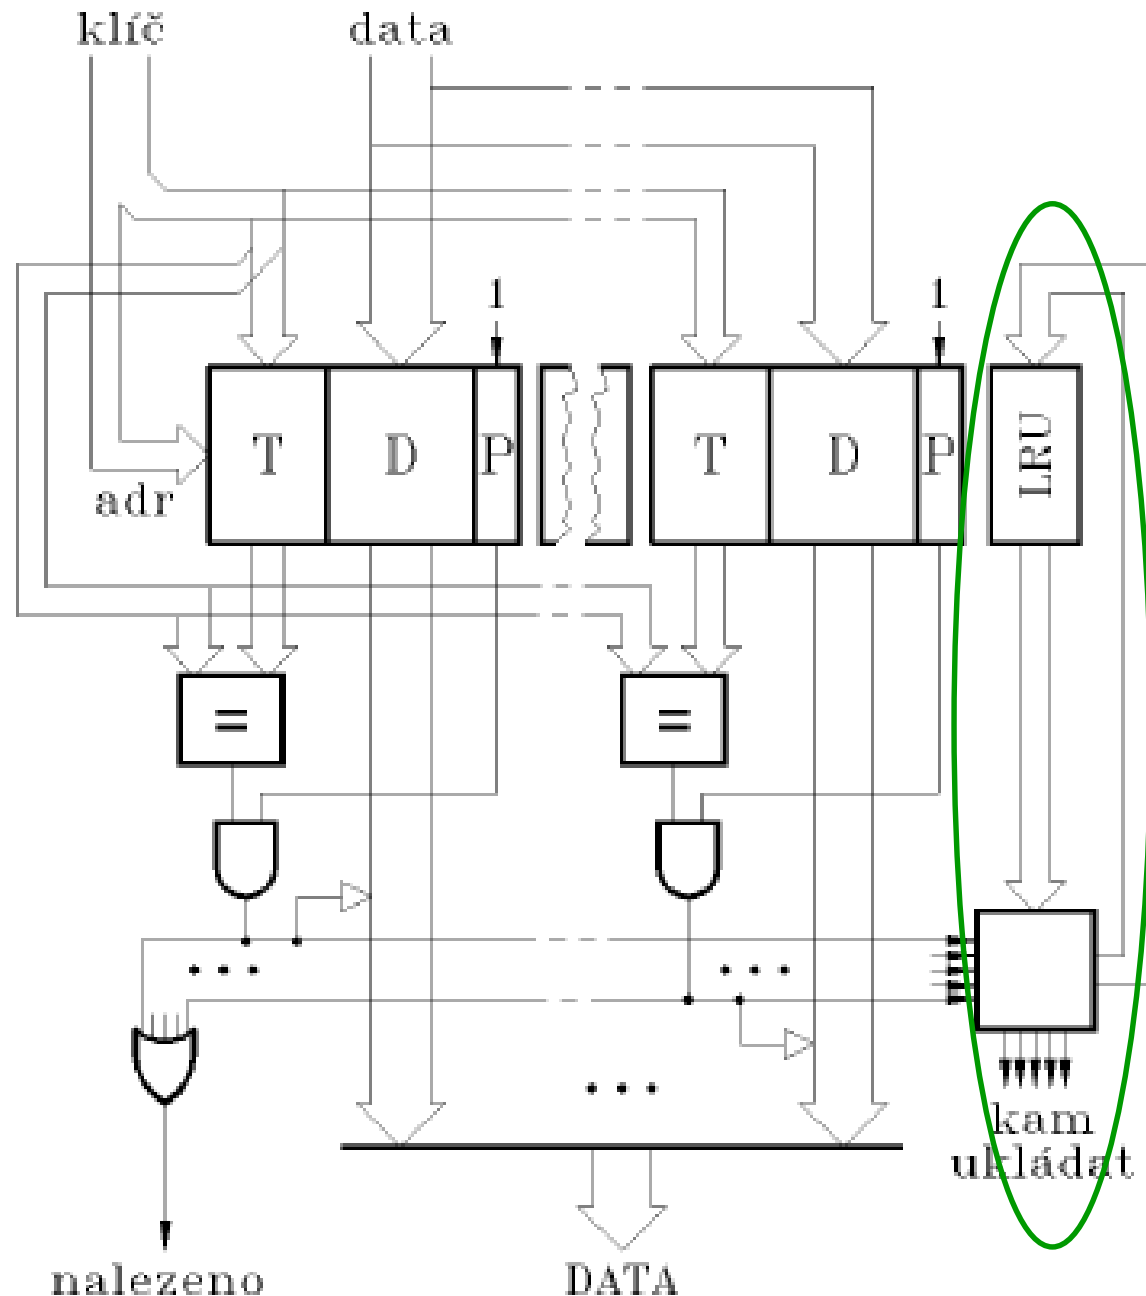 klíč data
1 1
T D P T D P LRU
adr
= =
kam
ukládat
nalezeno DATA